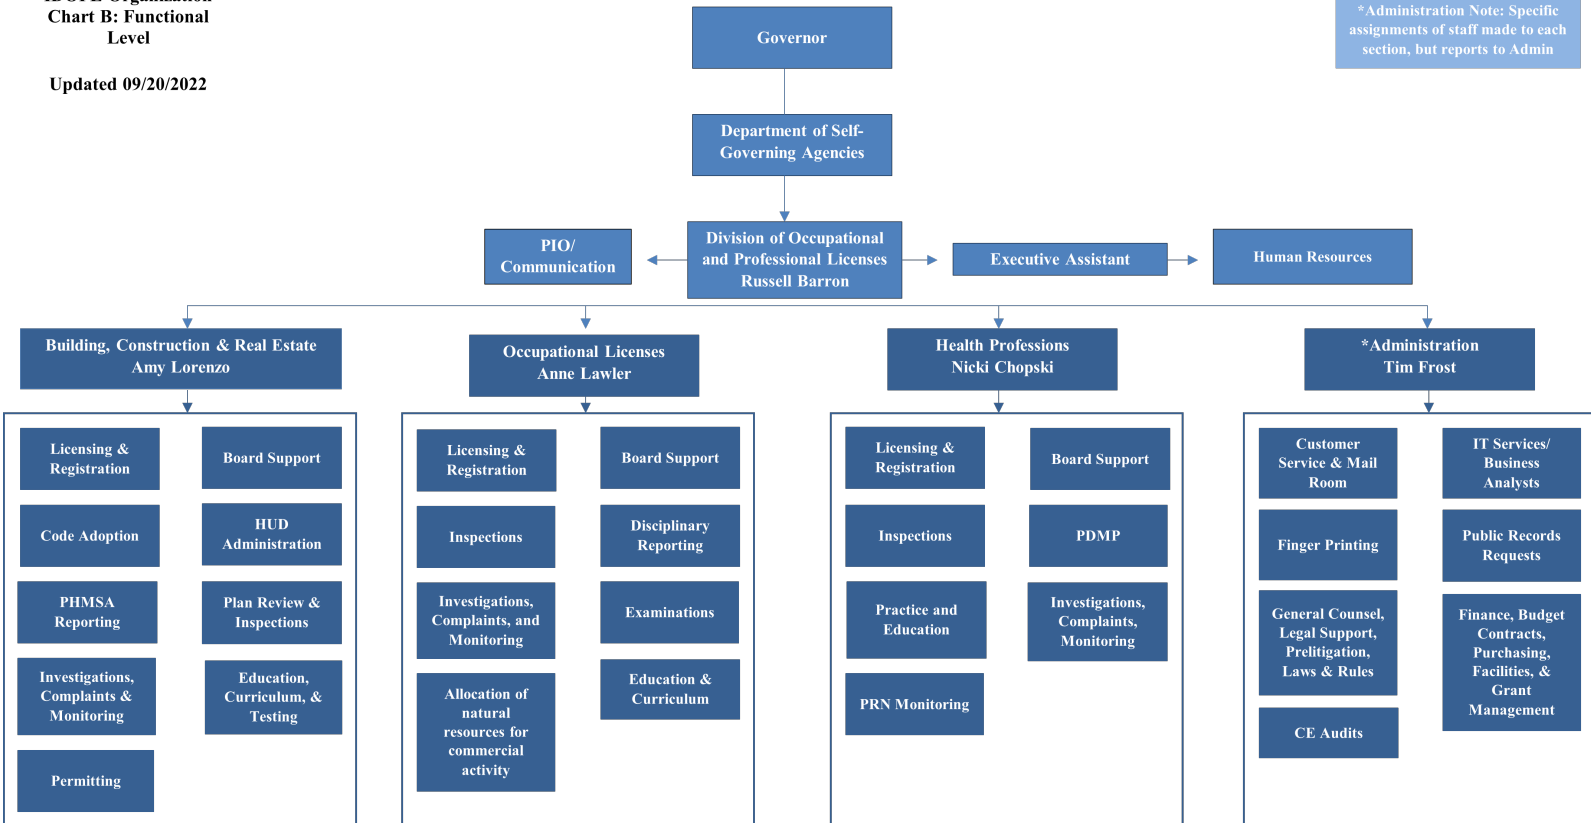 Chart B: Functional
Level
Updated 09/20/2022
Governor
*Administration Note: Specific
assignments of staff made to each
section, but reports to Admin
Department of Self-
Governing Agencies
PIO/
Communication
Division of Occupational
and Professional Licenses
Russell Barron
Executive Assistant
Human Resources
Building, Construction & Real Estate
Amy Lorenzo
Occupational Licenses
Anne Lawler
Health Professions
Nicki Chopski
*Administration
Tim Frost
Licensing &
Registration
Board Support
Code Adoption
HUD
Administration
PHMSA
Reporting
Plan Review &
Inspections
Investigations,
Complaints &
Monitoring
Education,
Curriculum, &
Testing
Permitting
Licensing &
Registration
Board Support
Inspections
Disciplinary
Reporting
Investigations,
Complaints, and
Monitoring
Examinations
Allocation of
natural
resources for
commercial
activity
Education &
Curriculum
Licensing &
Registration
Board Support
Inspections
PDMP
Practice and
Education
Investigations,
Complaints,
Monitoring
PRN Monitoring
Customer
Service & Mail
Room
IT Services/
Business
Analysts
Finger Printing
Public Records
Requests
General Counsel,
Legal Support,
Prelitigation,
Laws & Rules
Finance, Budget
Contracts,
Purchasing,
Facilities, &
Grant
Management
CE Audits